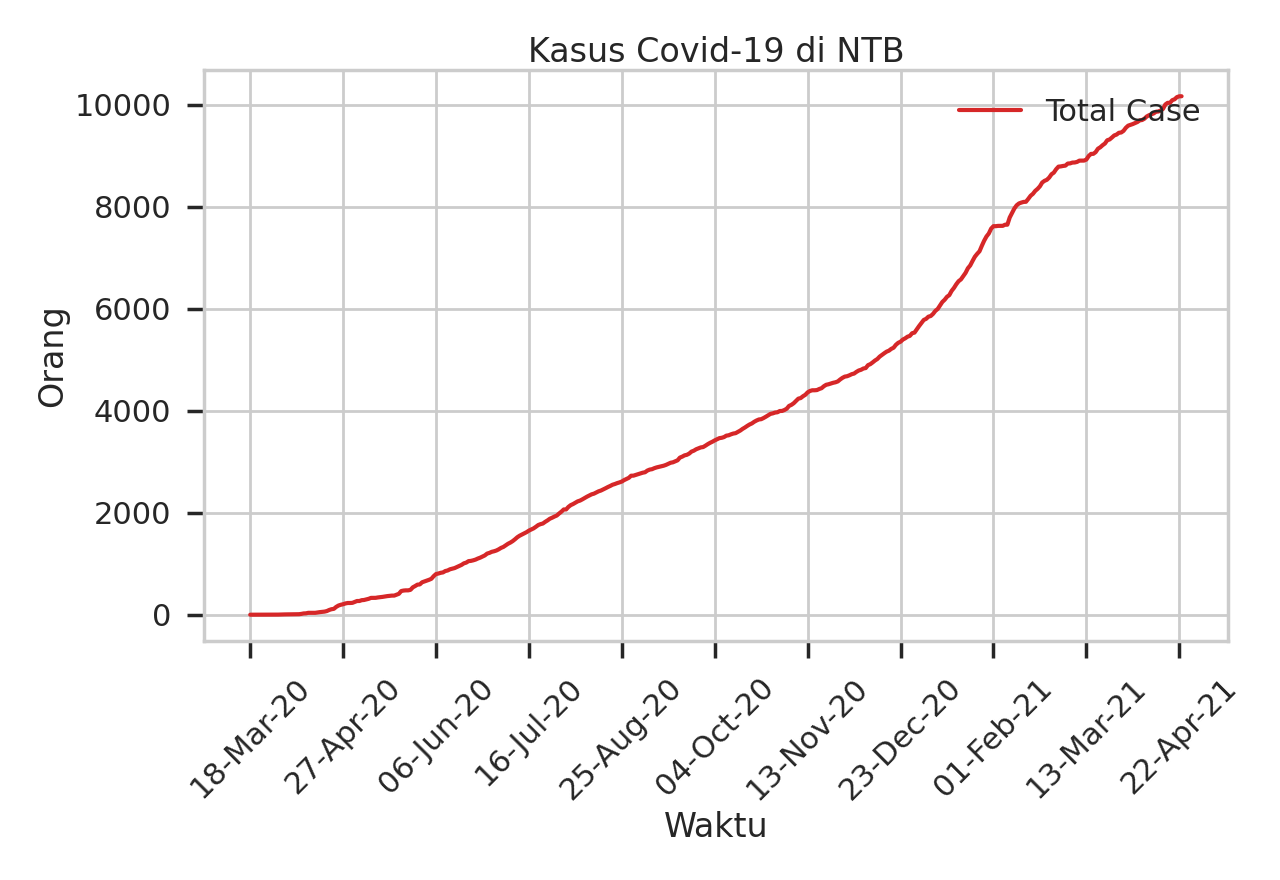 Kasus Covid-19 di NTB
Total Case
Orang
10000
8000
6000
4000
2000
0
18-Mar-20
27-Apr-20
06-Jun-20
16-Jul-20
25-Aug-20
04-Oct-20
13-Nov-20
23-Dec-20
01-Feb-21
13-Mar-21
22-Apr-21
Waktu